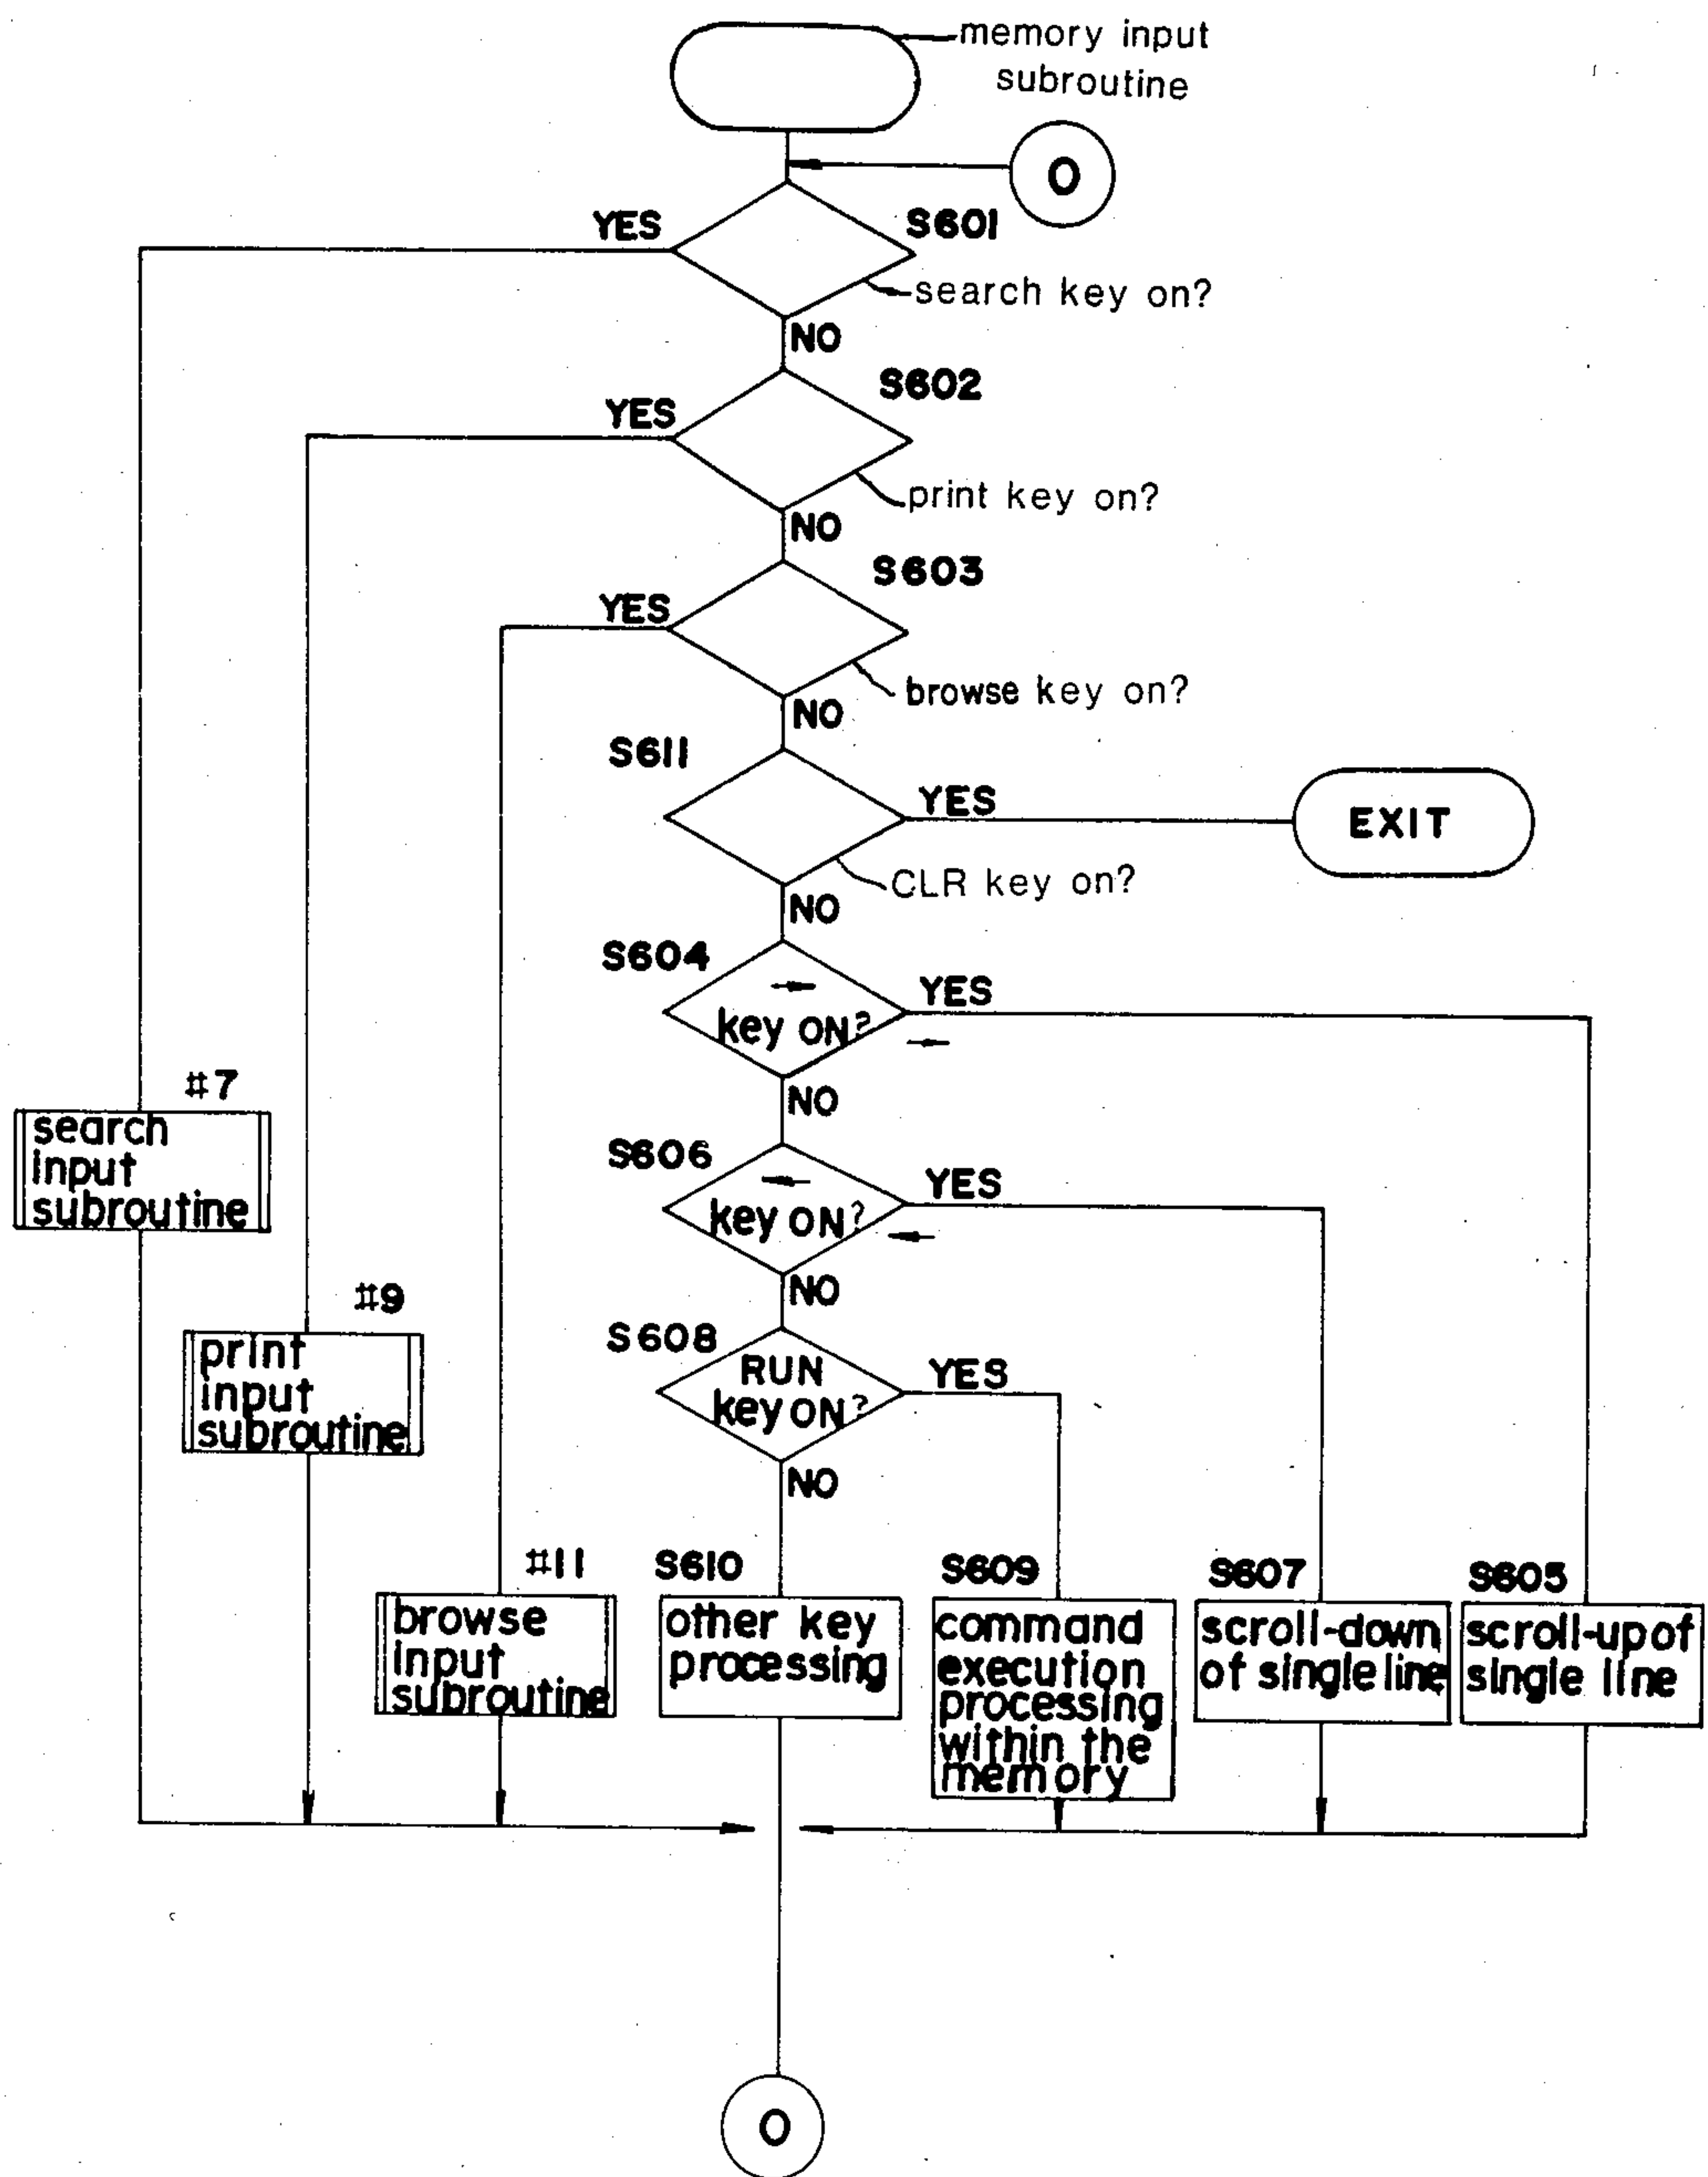 memory input
subroutine
O
YES
S601
search key on?
NO
S602
YES
print key on?
NO
S603
YES
browse key on?
NO
S611
YES
EXIT
CLR key on?
NO
S604
→
YES
key ON?
→
NO
#7
search
input
subroutine
S606
←
YES
key ON?
←
NO
#9
print
input
subroutine
S608
RUN
YES
key ON?
NO
#11
browse
input
subroutine
S610
other key
processing
S609
command
execution
processing
within the
memory
S607
scroll-down
of single line
S605
scroll-up of
single line
O